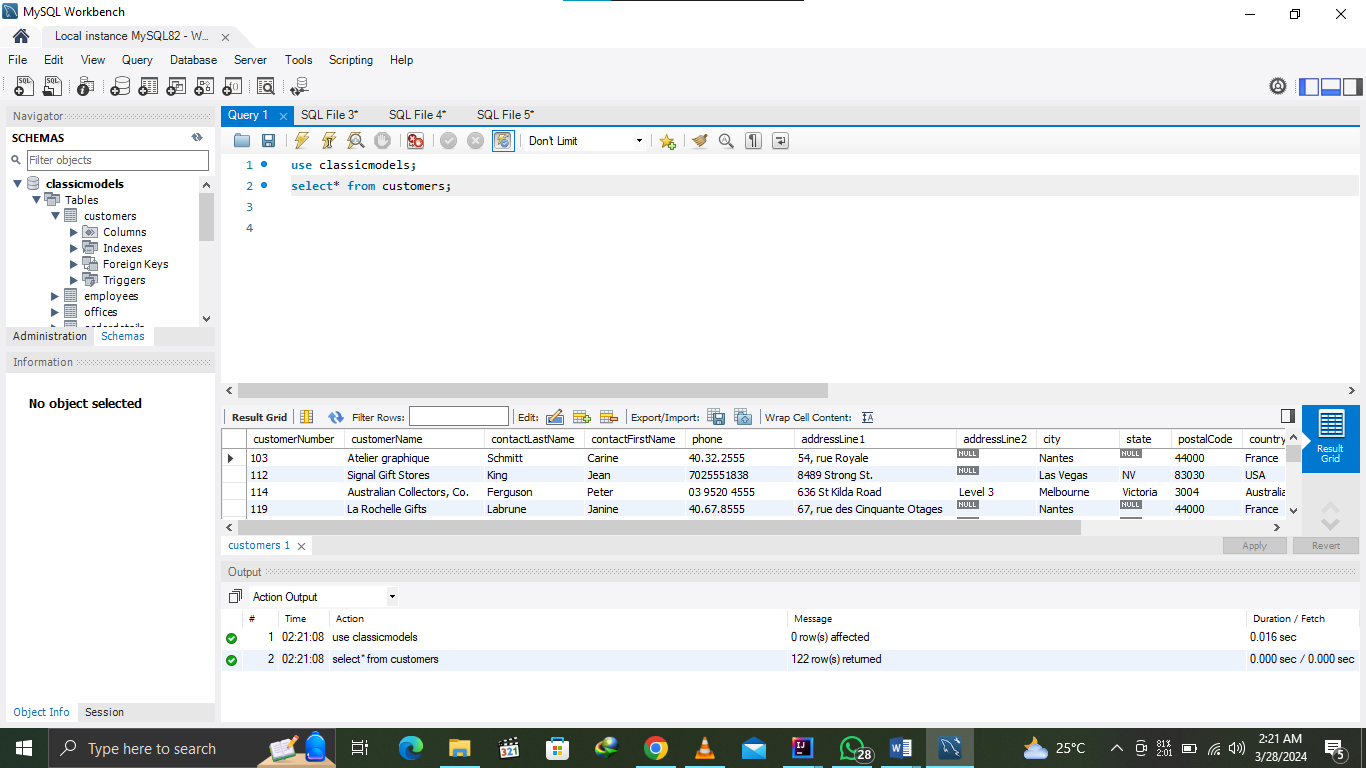 MySQL Workbench
Local instance MySQL82 - W...
File Edit View Query Database Server Tools Scripting Help
Navigator
SCHEMAS
Filter objects
classicmodels
Tables
customers
Columns
Indexes
Foreign Keys
Triggers
employees
offices
orderdetails
Administration Schemas
Information
No object selected
Object Info Session
Query 1 SQL File 3* SQL File 4* SQL File 5*
Don't Limit
1 use classicmodels;
2 select* from customers;
3
4
Result Grid Filter Rows: Edit: Export/Import: Wrap Cell Content:
customerNumber customerName contactLastName contactFirstName phone addressLine1 addressLine2 city state postalCode country
103 Atelier graphique Schmitt Carine 40.32.2555 54, rue Royale NULL Nantes NULL 44000 France
112 Signal Gift Stores King Jean 7025551838 8489 Strong St. NULL Las Vegas NV 83030 USA
114 Australian Collectors, Co. Ferguson Peter 03 9520 4555 636 St Kilda Road Level 3 Melbourne Victoria 3004 Australia
119 La Rochelle Gifts Labrune Janine 40.67.8555 67, rue des Cinquante Otages NULL Nantes NULL 44000 France
Result
Grid
customers 1
Apply Revert
Output
Action Output
# Time Action Message Duration / Fetch
1 02:21:08 use classicmodels 0 row(s) affected 0.016 sec
2 02:21:08 select* from customers 122 row(s) returned 0.000 sec / 0.000 sec
Type here to search
321
28
25°C
81%
2:01
2:21 AM
3/28/2024
5